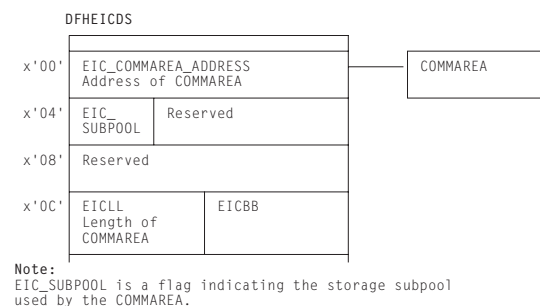 DFHEICDS
x'00' EIC_COMMAREA_ADDRESS
Address of COMMAREA
COMMAREA
x'04' EIC_
SUBPOOL
Reserved
x'08' Reserved
x'0C' EICLL
Length of
COMMAREA
EICBB
Note:
EIC_SUBPOOL is a flag indicating the storage subpool
used by the COMMAREA.